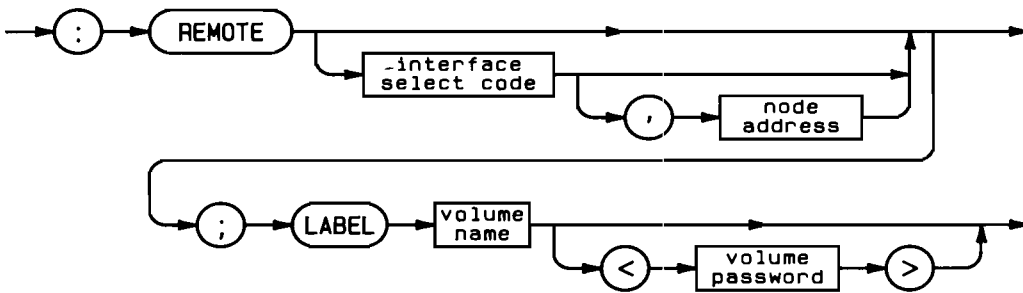 : REMOTE
interface
select code
, node
address
; LABEL volume
name
< volume
password >